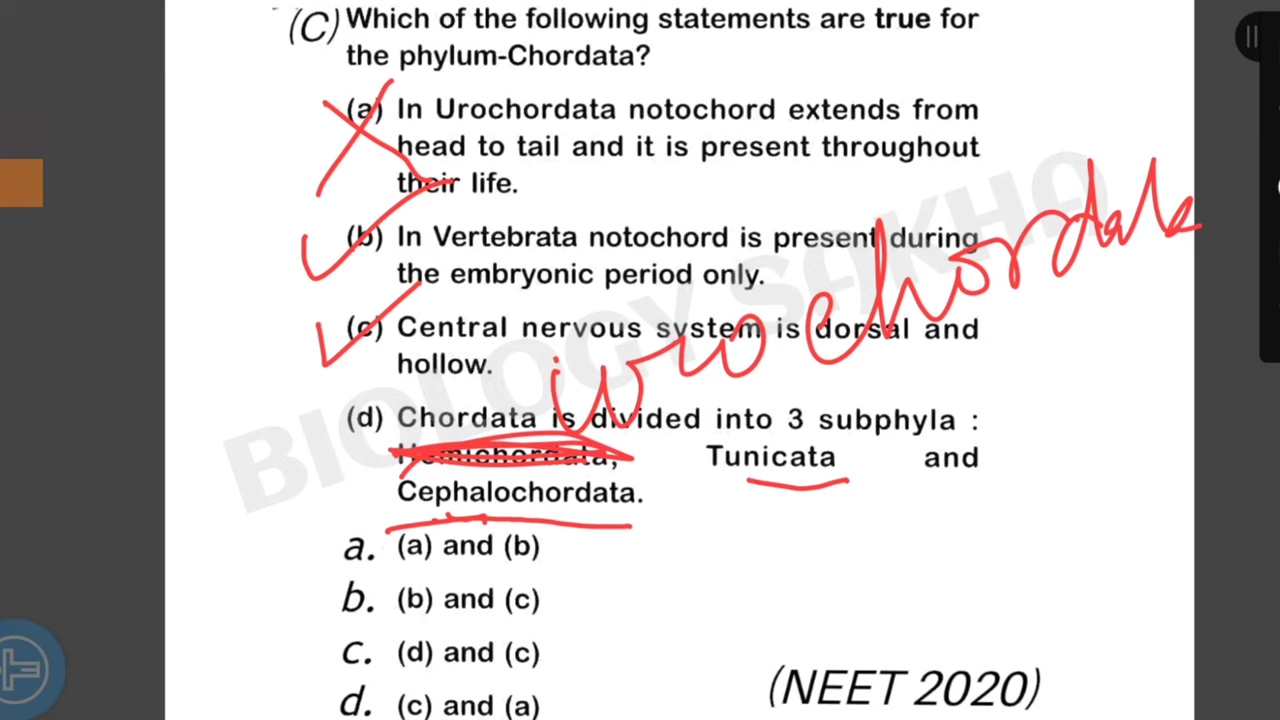 (C) Which of the following statements are true for
the phylum-Chordata?
(a) In Urochordata notochord extends from
head to tail and it is present throughout
their life.
(b) In Vertebrata notochord is present during
the embryonic period only.
(c) Central nervous system is dorsal and
hollow.
urochordata
(d) Chordata is divided into 3 subphyla :
Hemichordata, Tunicata and
Cephalochordata.
a. (a) and (b)
b. (b) and (c)
c. (d) and (c)
d. (c) and (a)
(NEET 2020)
BIOLOGY SAKHA